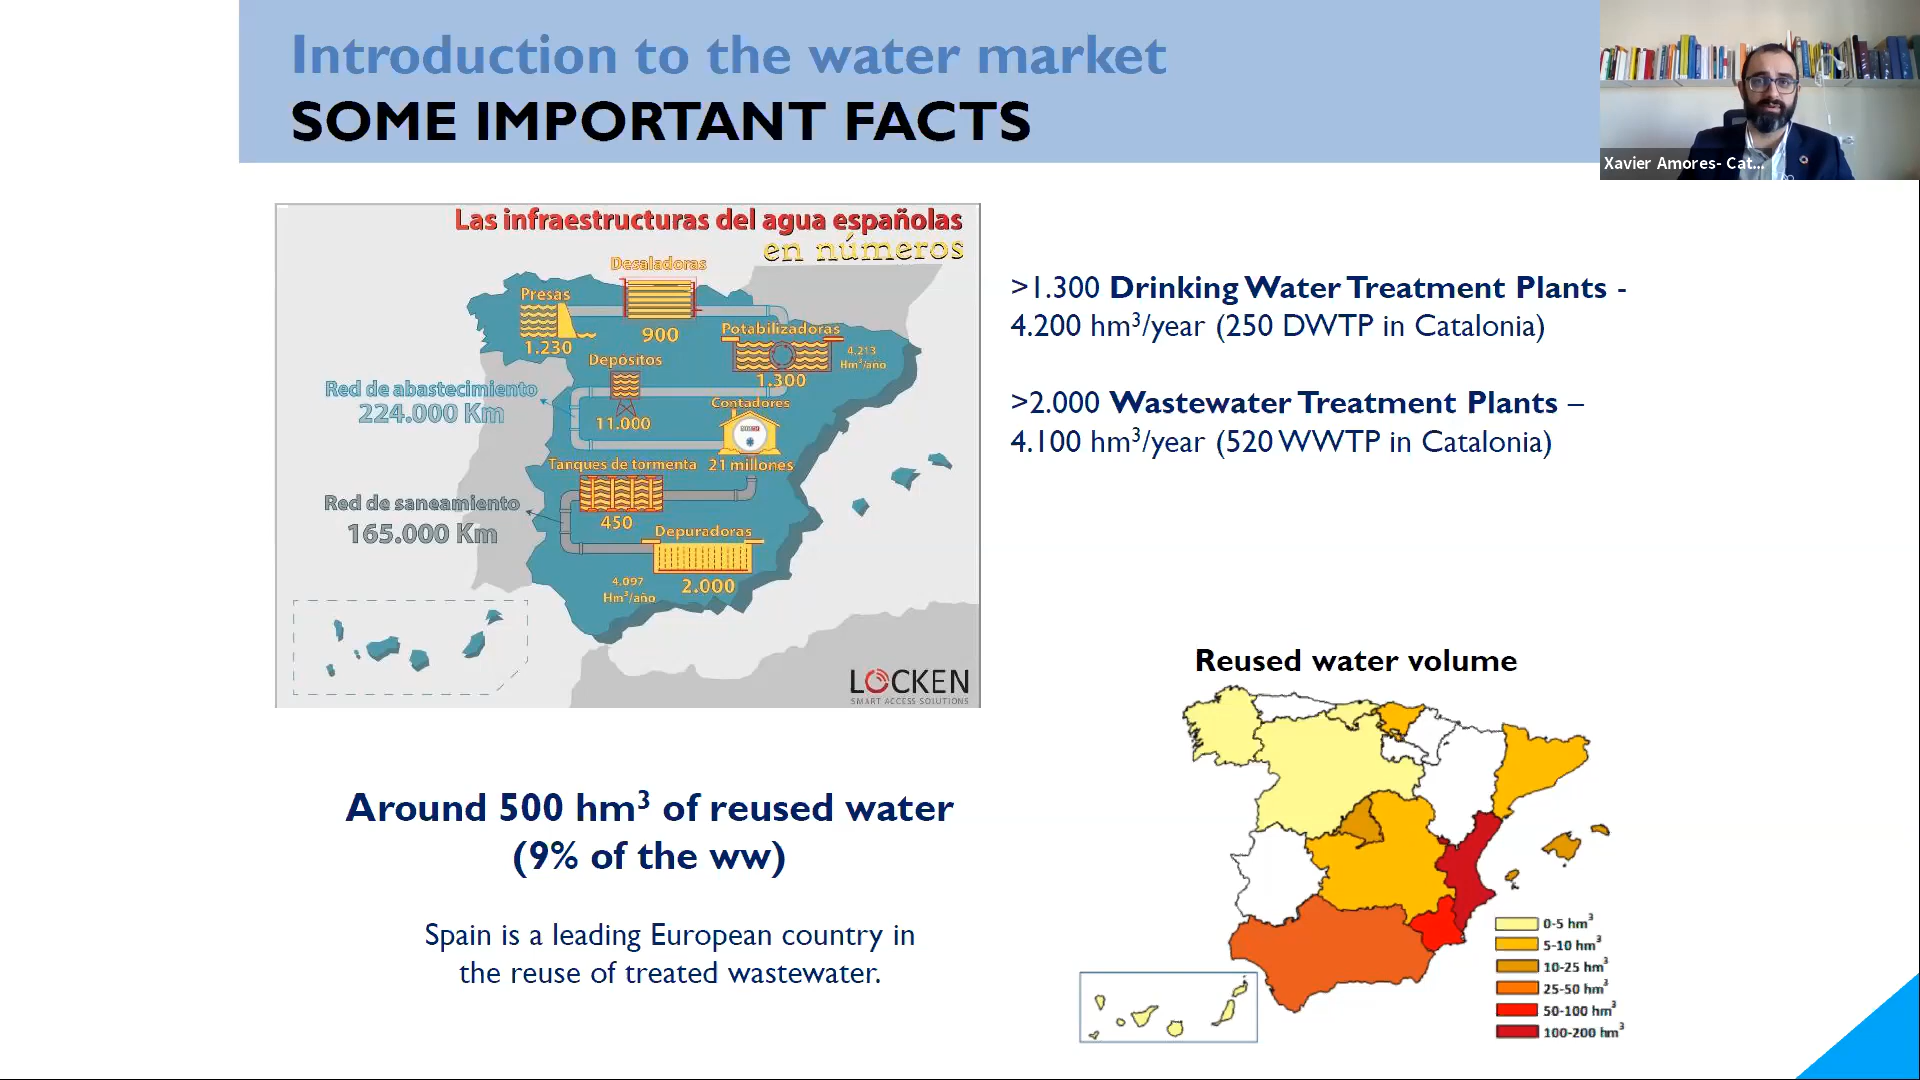 Introduction to the water market
SOME IMPORTANT FACTS
Xavier Amores- Cat...
Las infraestructuras del agua españolas
en números
Desaladoras
900
Presas
1.230
Potabilizadoras
4.213
Hm³/año
1.300
Depósitos
11.000
Red de abastecimiento
224.000 Km
Contadores
21 millones
Tanques de tormenta
450
Red de saneamiento
165.000 Km
Depuradoras
2.000
4.097
Hm³/año
LOCKEN
SMART ACCESS SOLUTIONS
>1.300 Drinking Water Treatment Plants -
4.200 hm³/year (250 DWTP in Catalonia)
>2.000 Wastewater Treatment Plants –
4.100 hm³/year (520 WWTP in Catalonia)
Around 500 hm³ of reused water
(9% of the ww)
Spain is a leading European country in
the reuse of treated wastewater.
Reused water volume
0-5 hm³
5-10 hm³
10-25 hm³
25-50 hm³
50-100 hm³
100-200 hm³